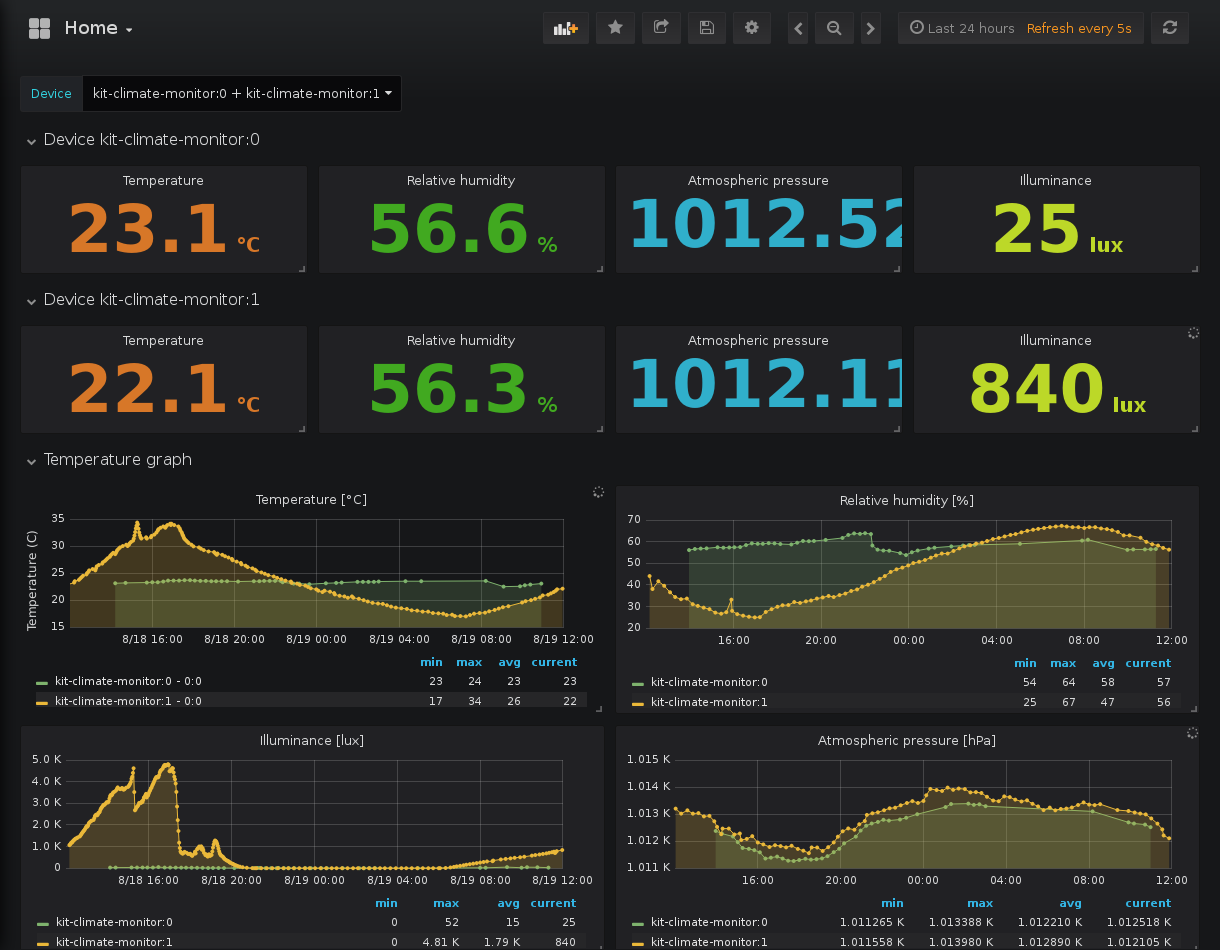 Home
Last 24 hours Refresh every 5s
Device kit-climate-monitor:0 + kit-climate-monitor:1
Device kit-climate-monitor:0
Temperature Relative humidity Atmospheric pressure Illuminance
23.1 °C 56.6 % 1012.52 25 lux
Device kit-climate-monitor:1
Temperature Relative humidity Atmospheric pressure Illuminance
22.1 °C 56.3 % 1012.11 840 lux
Temperature graph
Temperature [°C]
Temperature (C)
35
30
25
20
15
8/18 16:00 8/18 20:00 8/19 00:00 8/19 04:00 8/19 08:00 8/19 12:00
min max avg current
kit-climate-monitor:0 - 0:0 23 24 23 23
kit-climate-monitor:1 - 0:0 17 34 26 22
Relative humidity [%]
70
60
50
40
30
20
16:00 20:00 00:00 04:00 08:00 12:00
min max avg current
kit-climate-monitor:0 54 64 58 57
kit-climate-monitor:1 25 67 47 56
Illuminance [lux]
5.0 K
4.0 K
3.0 K
2.0 K
1.0 K
0
8/18 16:00 8/18 20:00 8/19 00:00 8/19 04:00 8/19 08:00 8/19 12:00
min max avg current
kit-climate-monitor:0 0 52 15 25
kit-climate-monitor:1 0 4.81 K 1.79 K 840
Atmospheric pressure [hPa]
1.015 K
1.014 K
1.013 K
1.012 K
1.011 K
16:00 20:00 00:00 04:00 08:00 12:00
min max avg current
kit-climate-monitor:0 1.011265 K 1.013388 K 1.012210 K 1.012518 K
kit-climate-monitor:1 1.011558 K 1.013980 K 1.012890 K 1.012105 K